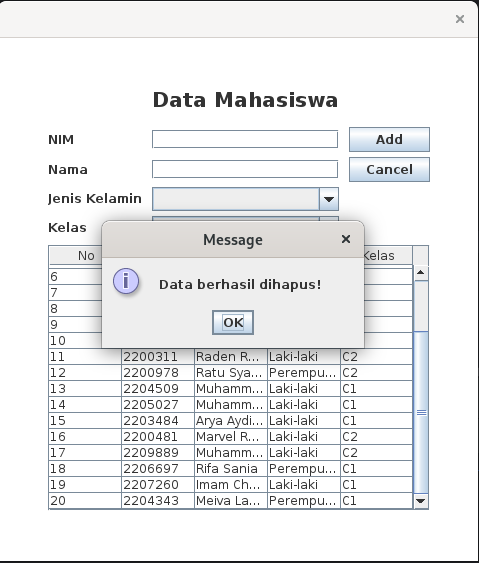 ×
Data Mahasiswa
NIM Add
Nama Cancel
Jenis Kelamin
Kelas
Message ×
No Kelas
Data berhasil dihapus!
OK
6
7
8
9
10
11 2200311 Raden R... Laki-laki C2
12 2200978 Ratu Sya... Perempu... C2
13 2204509 Muhamm... Laki-laki C1
14 2205027 Muhamm... Laki-laki C1
15 2203484 Arya Aydi... Laki-laki C1
16 2200481 Marvel R... Laki-laki C2
17 2209889 Muhamm... Laki-laki C2
18 2206697 Rifa Sania Perempu... C1
19 2207260 Imam Ch... Laki-laki C1
20 2204343 Meiva La... Perempu... C1